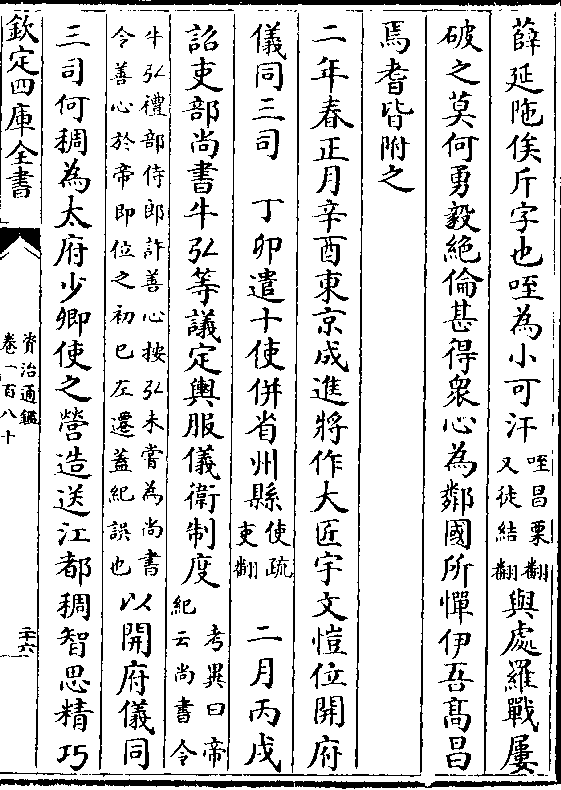 薛延陁俟斤字也咥為小可汗咥昌栗翻又徒結翻與處羅戰屢
破之莫何勇毅絶倫甚得衆心為鄰國所憚伊吾高昌
焉耆皆附之
二年春正月辛酉東京成進將作大匠宇文愷位開府
儀同三司　丁卯遣十使併省州縣使疏吏翻　二月丙戌
詔吏部尚書牛弘等議定輿服儀衛制度考異曰帝紀云尚書令
牛弘禮部侍郎許善心按弘未嘗為尚書令善心於帝即位之初已左遷蓋紀誤也以開府儀同
三司何稠為太府少卿使之營造送江都稠智思精巧
欽定四庫全書
資治通鑑
卷一百八十
二十六